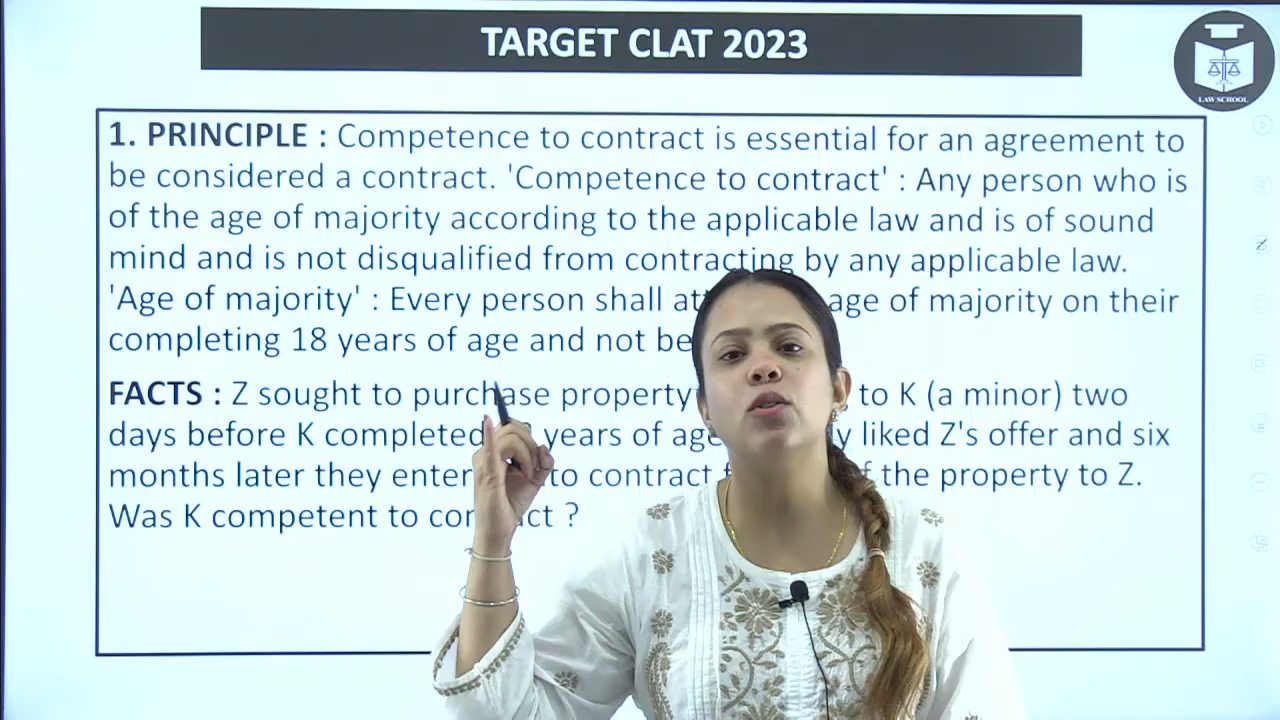 TARGET CLAT 2023
LAW SCHOOL
1. PRINCIPLE : Competence to contract is essential for an agreement to
be considered a contract. 'Competence to contract' : Any person who is
of the age of majority according to the applicable law and is of sound
mind and is not disqualified from contracting by any applicable law.
'Age of majority' : Every person shall age of majority on their
completing 18 years of age and not
FACTS : Z sought to purchase property to K (a minor) two
days before K completed years of age liked Z's offer and six
months later they to contract the property to Z.
Was K competent to ?